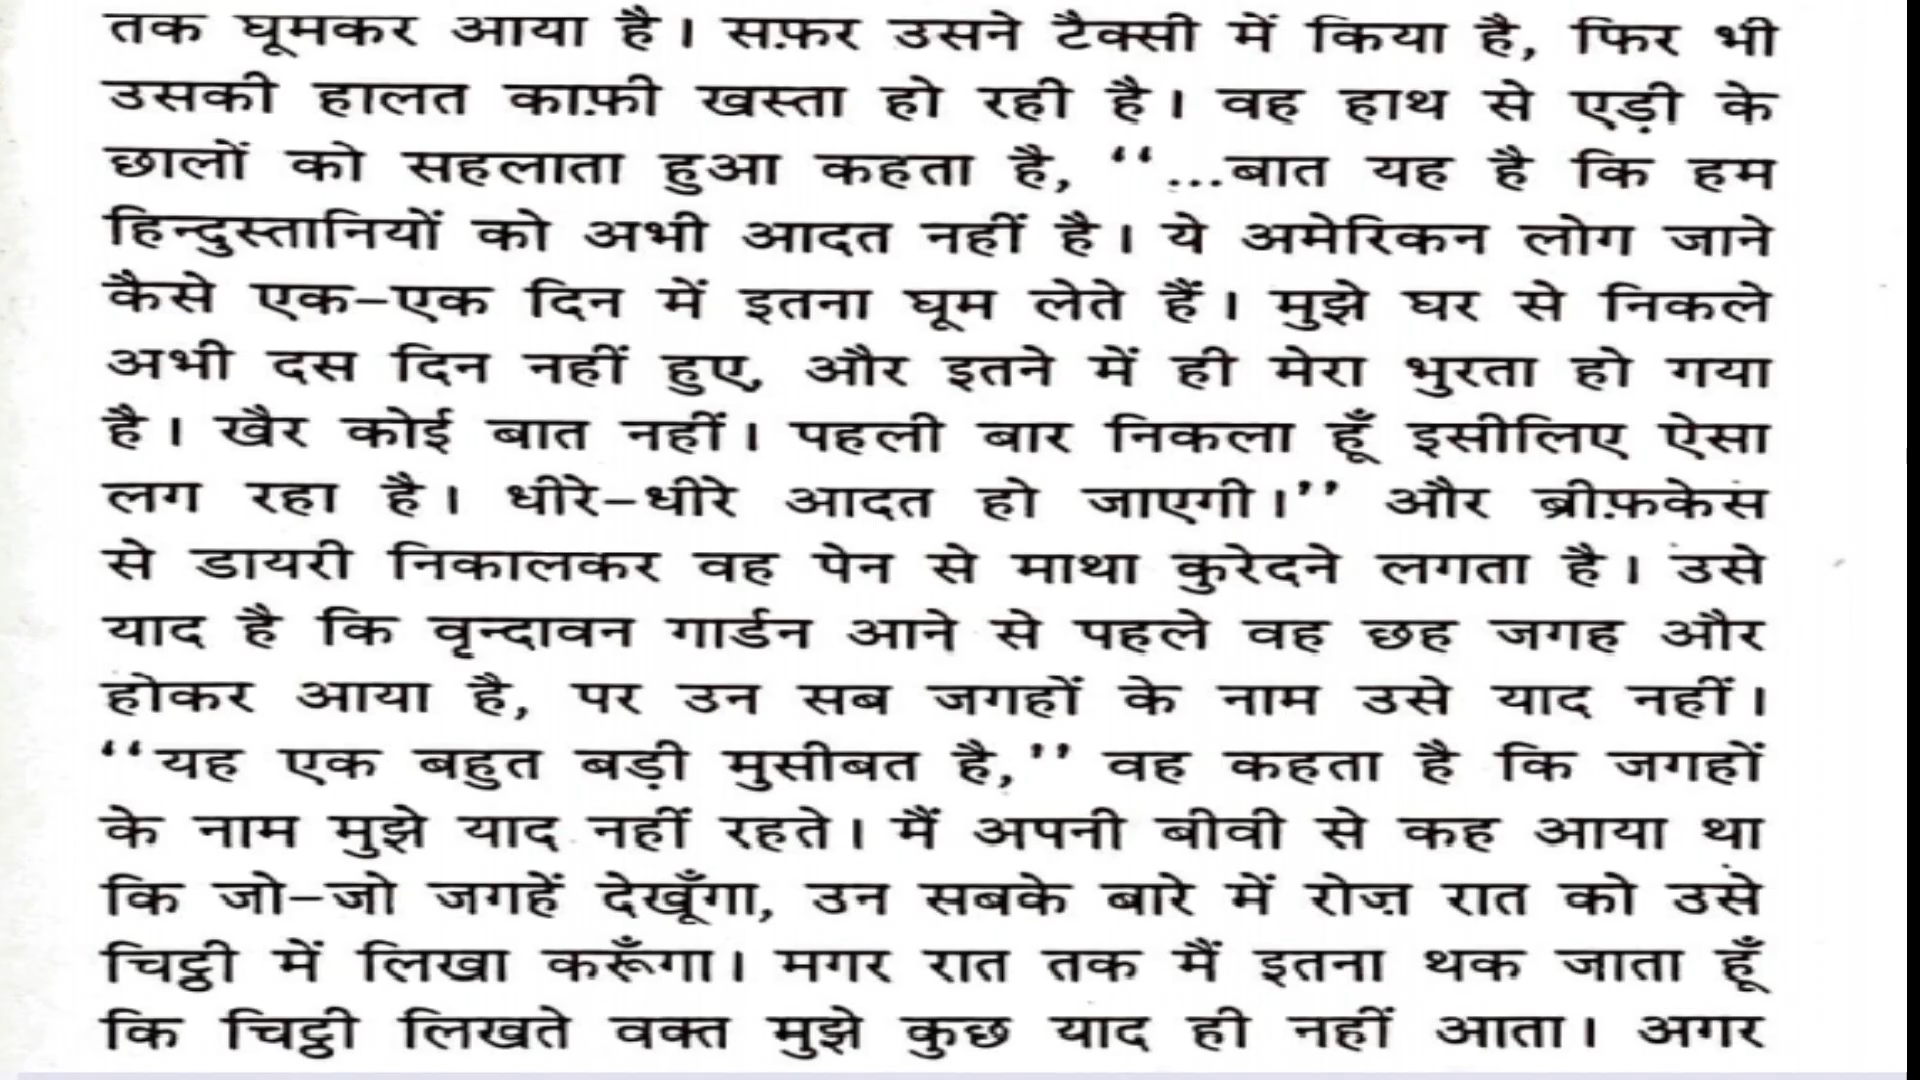 तक घूमकर आया है। सफ़र उसने टैक्सी में किया है, फिर भी
उसकी हालत काफ़ी खस्ता हो रही है। वह हाथ से एड़ी के
छालों को सहलाता हुआ कहता है, ‘‘...बात यह है कि हम
हिन्दुस्तानियों को अभी आदत नहीं है। ये अमेरिकन लोग जाने
कैसे एक–एक दिन में इतना घूम लेते हैं। मुझे घर से निकले
अभी दस दिन नहीं हुए, और इतने में ही मेरा भुरता हो गया
है। खैर कोई बात नहीं। पहली बार निकला हूँ इसीलिए ऐसा
लग रहा है। धीरे–धीरे आदत हो जाएगी।’’ और ब्रीफ़केस
से डायरी निकालकर वह पेन से माथा कुरेदने लगता है। उसे
याद है कि वृन्दावन गार्डन आने से पहले वह छह जगह और
होकर आया है, पर उन सब जगहों के नाम उसे याद नहीं।
‘‘यह एक बहुत बड़ी मुसीबत है,’’ वह कहता है कि जगहों
के नाम मुझे याद नहीं रहते। मैं अपनी बीवी से कह आया था
कि जो–जो जगहें देखूँगा, उन सबके बारे में रोज़ रात को उसे
चिट्ठी में लिखा करूँगा। मगर रात तक मैं इतना थक जाता हूँ
कि चिट्ठी लिखते वक्त मुझे कुछ याद ही नहीं आता। अगर